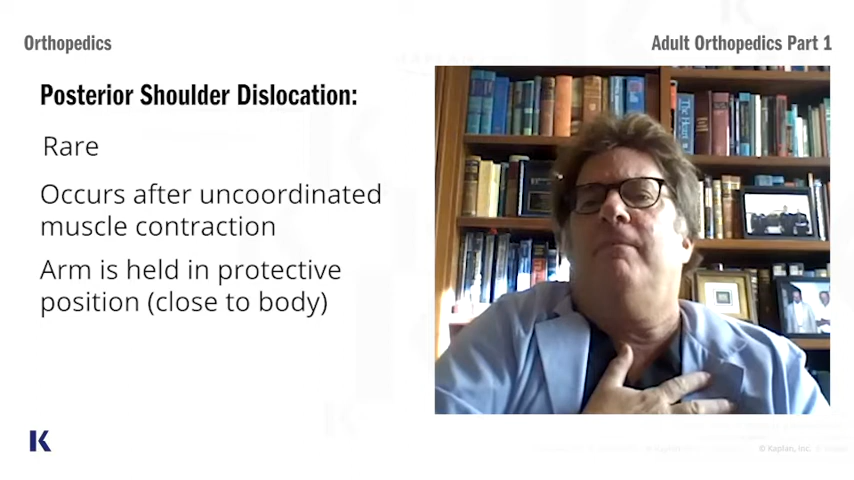 Orthopedics
Adult Orthopedics Part 1
Posterior Shoulder Dislocation:
Rare
Occurs after uncoordinated
muscle contraction
Arm is held in protective
position (close to body)
K
© Kaplan, Inc.